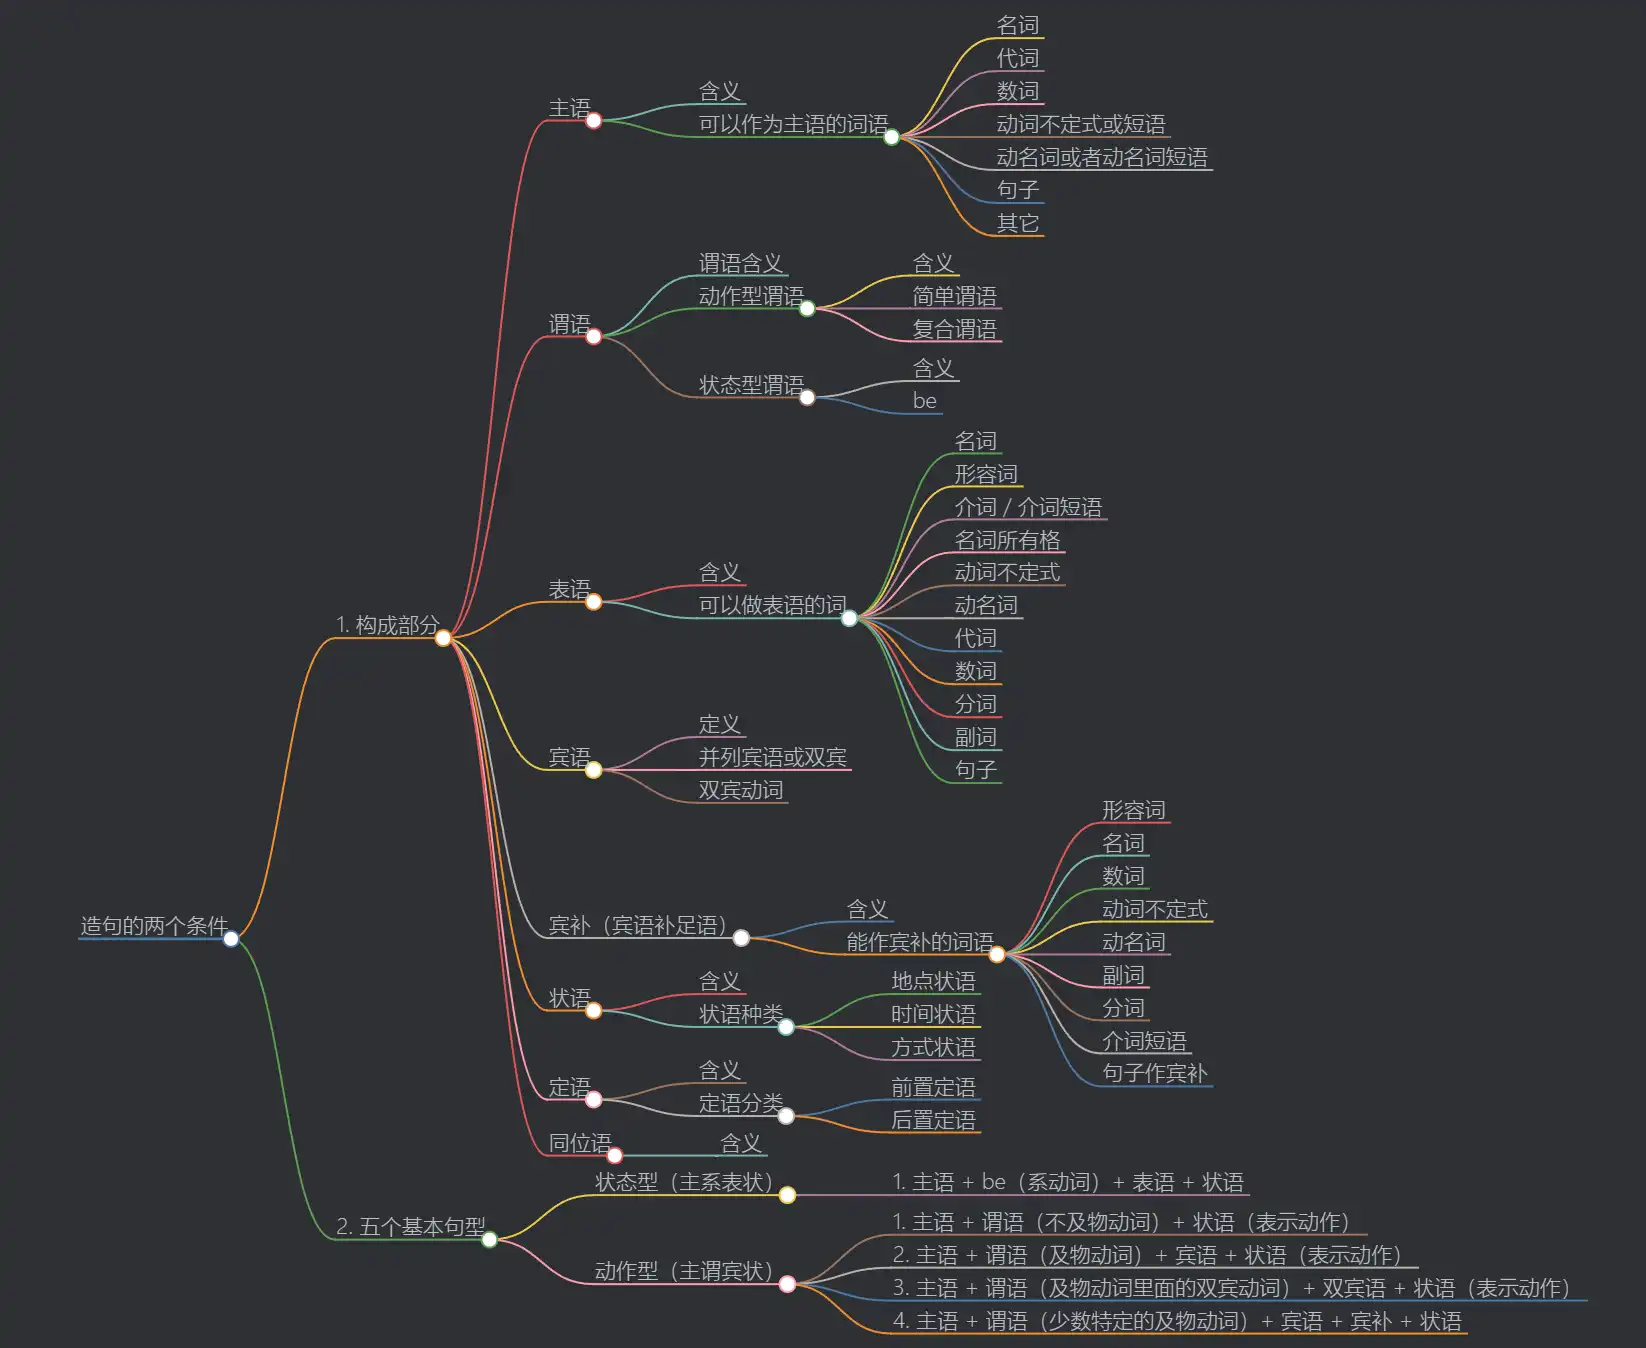 造句的两个条件
1. 构成部分
主语
含义
可以作为主语的词语
名词
代词
数词
动词不定式或短语
动名词或者动名词短语
句子
其它
谓语
谓语含义
动作型谓语
含义
简单谓语
复合谓语
状态型谓语
含义
be
表语
含义
可以做表语的词
名词
形容词
介词 / 介词短语
名词所有格
动词不定式
动名词
代词
数词
分词
副词
句子
宾语
定义
并列宾语或双宾
双宾动词
宾补（宾语补足语）
含义
能作宾补的词语
形容词
名词
数词
动词不定式
动名词
副词
分词
介词短语
句子作宾补
状语
含义
状语种类
地点状语
时间状语
方式状语
定语
含义
定语分类
前置定语
后置定语
同位语
含义
2. 五个基本句型
状态型（主系表状）
1. 主语 + be（系动词）+ 表语 + 状语
动作型（主谓宾状）
1. 主语 + 谓语（不及物动词）+ 状语（表示动作）
2. 主语 + 谓语（及物动词）+ 宾语 + 状语（表示动作）
3. 主语 + 谓语（及物动词里面的双宾动词）+ 双宾语 + 状语（表示动作）
4. 主语 + 谓语（少数特定的及物动词）+ 宾语 + 宾补 + 状语